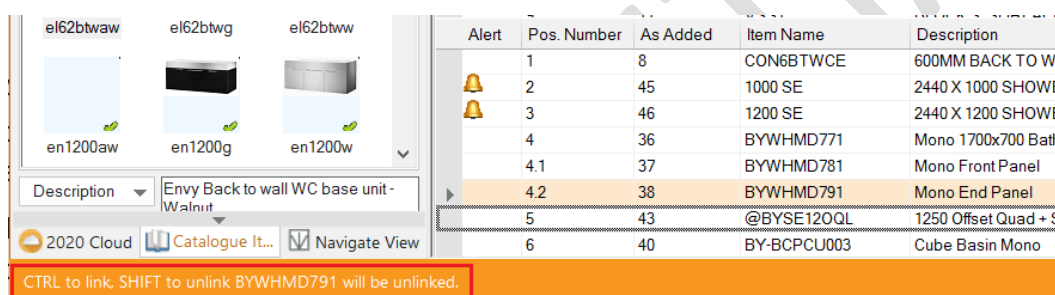 el62btwaw el62btwg el62btww
en1200aw en1200g en1200w
Description Envy Back to wall WC base unit -
Walnut
2020 Cloud Catalogue It... Navigate View
Alert Pos. Number As Added Item Name Description
1 8 CON6BTWCE 600MM BACK TO W
2 45 1000 SE 2440 X 1000 SHOWE
3 46 1200 SE 2440 X 1200 SHOWE
4 36 BYWHMD771 Mono 1700x700 Bath
4.1 37 BYWHMD781 Mono Front Panel
4.2 38 BYWHMD791 Mono End Panel
5 43 @BYSE12OQL 1250 Offset Quad + S
6 40 BY-BCPCU003 Cube Basin Mono
CTRL to link, SHIFT to unlink BYWHMD791 will be unlinked.